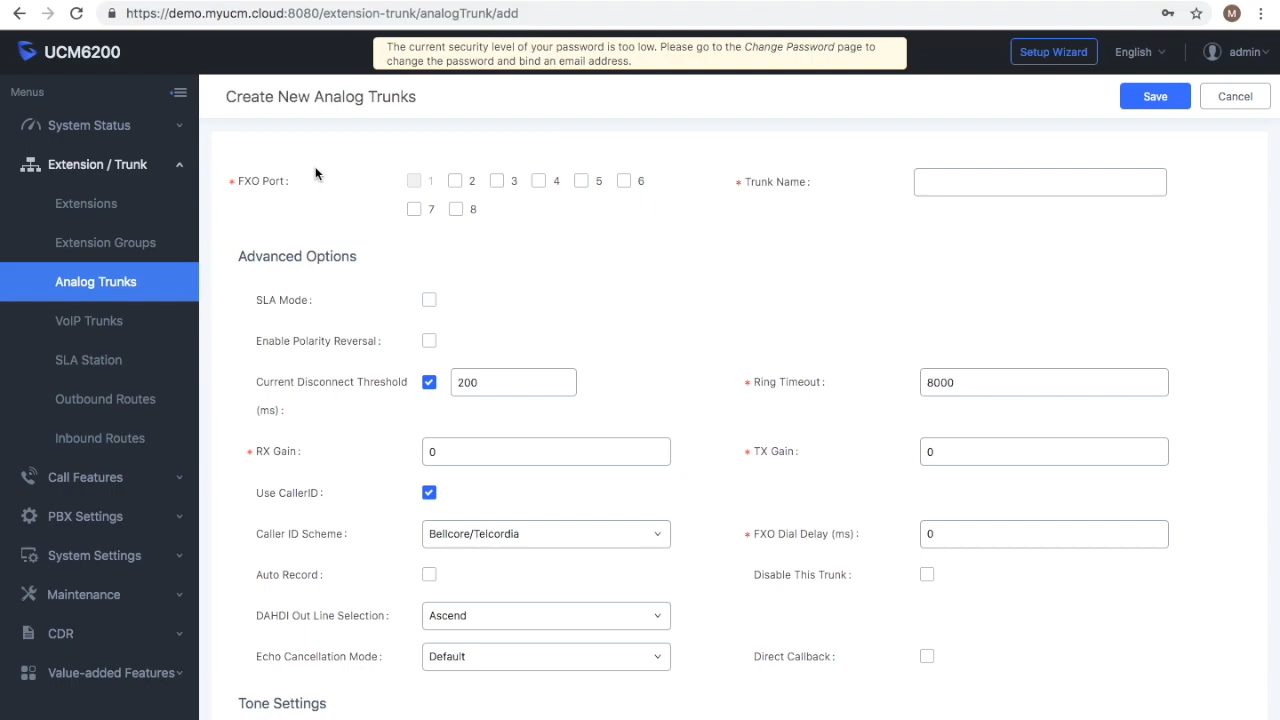 https://demo.myucm.cloud:8080/extension-trunk/analogTrunk/add
M
UCM6200
The current security level of your password is too low. Please go to the Change Password page to
change the password and bind an email address.
Setup Wizard
English
admin
Menus
System Status
Extension / Trunk
Extensions
Extension Groups
Analog Trunks
VoIP Trunks
SLA Station
Outbound Routes
Inbound Routes
Call Features
PBX Settings
System Settings
Maintenance
CDR
Value-added Features
Create New Analog Trunks
Save
Cancel
* FXO Port :
1 2 3 4 5 6
7 8
* Trunk Name :
Advanced Options
SLA Mode :
Enable Polarity Reversal :
Current Disconnect Threshold
(ms) :
200
* Ring Timeout :
8000
* RX Gain :
0
* TX Gain :
0
Use CallerID :
Caller ID Scheme :
Bellcore/Telcordia
* FXO Dial Delay (ms) :
0
Auto Record :
Disable This Trunk :
DAHDI Out Line Selection :
Ascend
Echo Cancellation Mode :
Default
Direct Callback :
Tone Settings